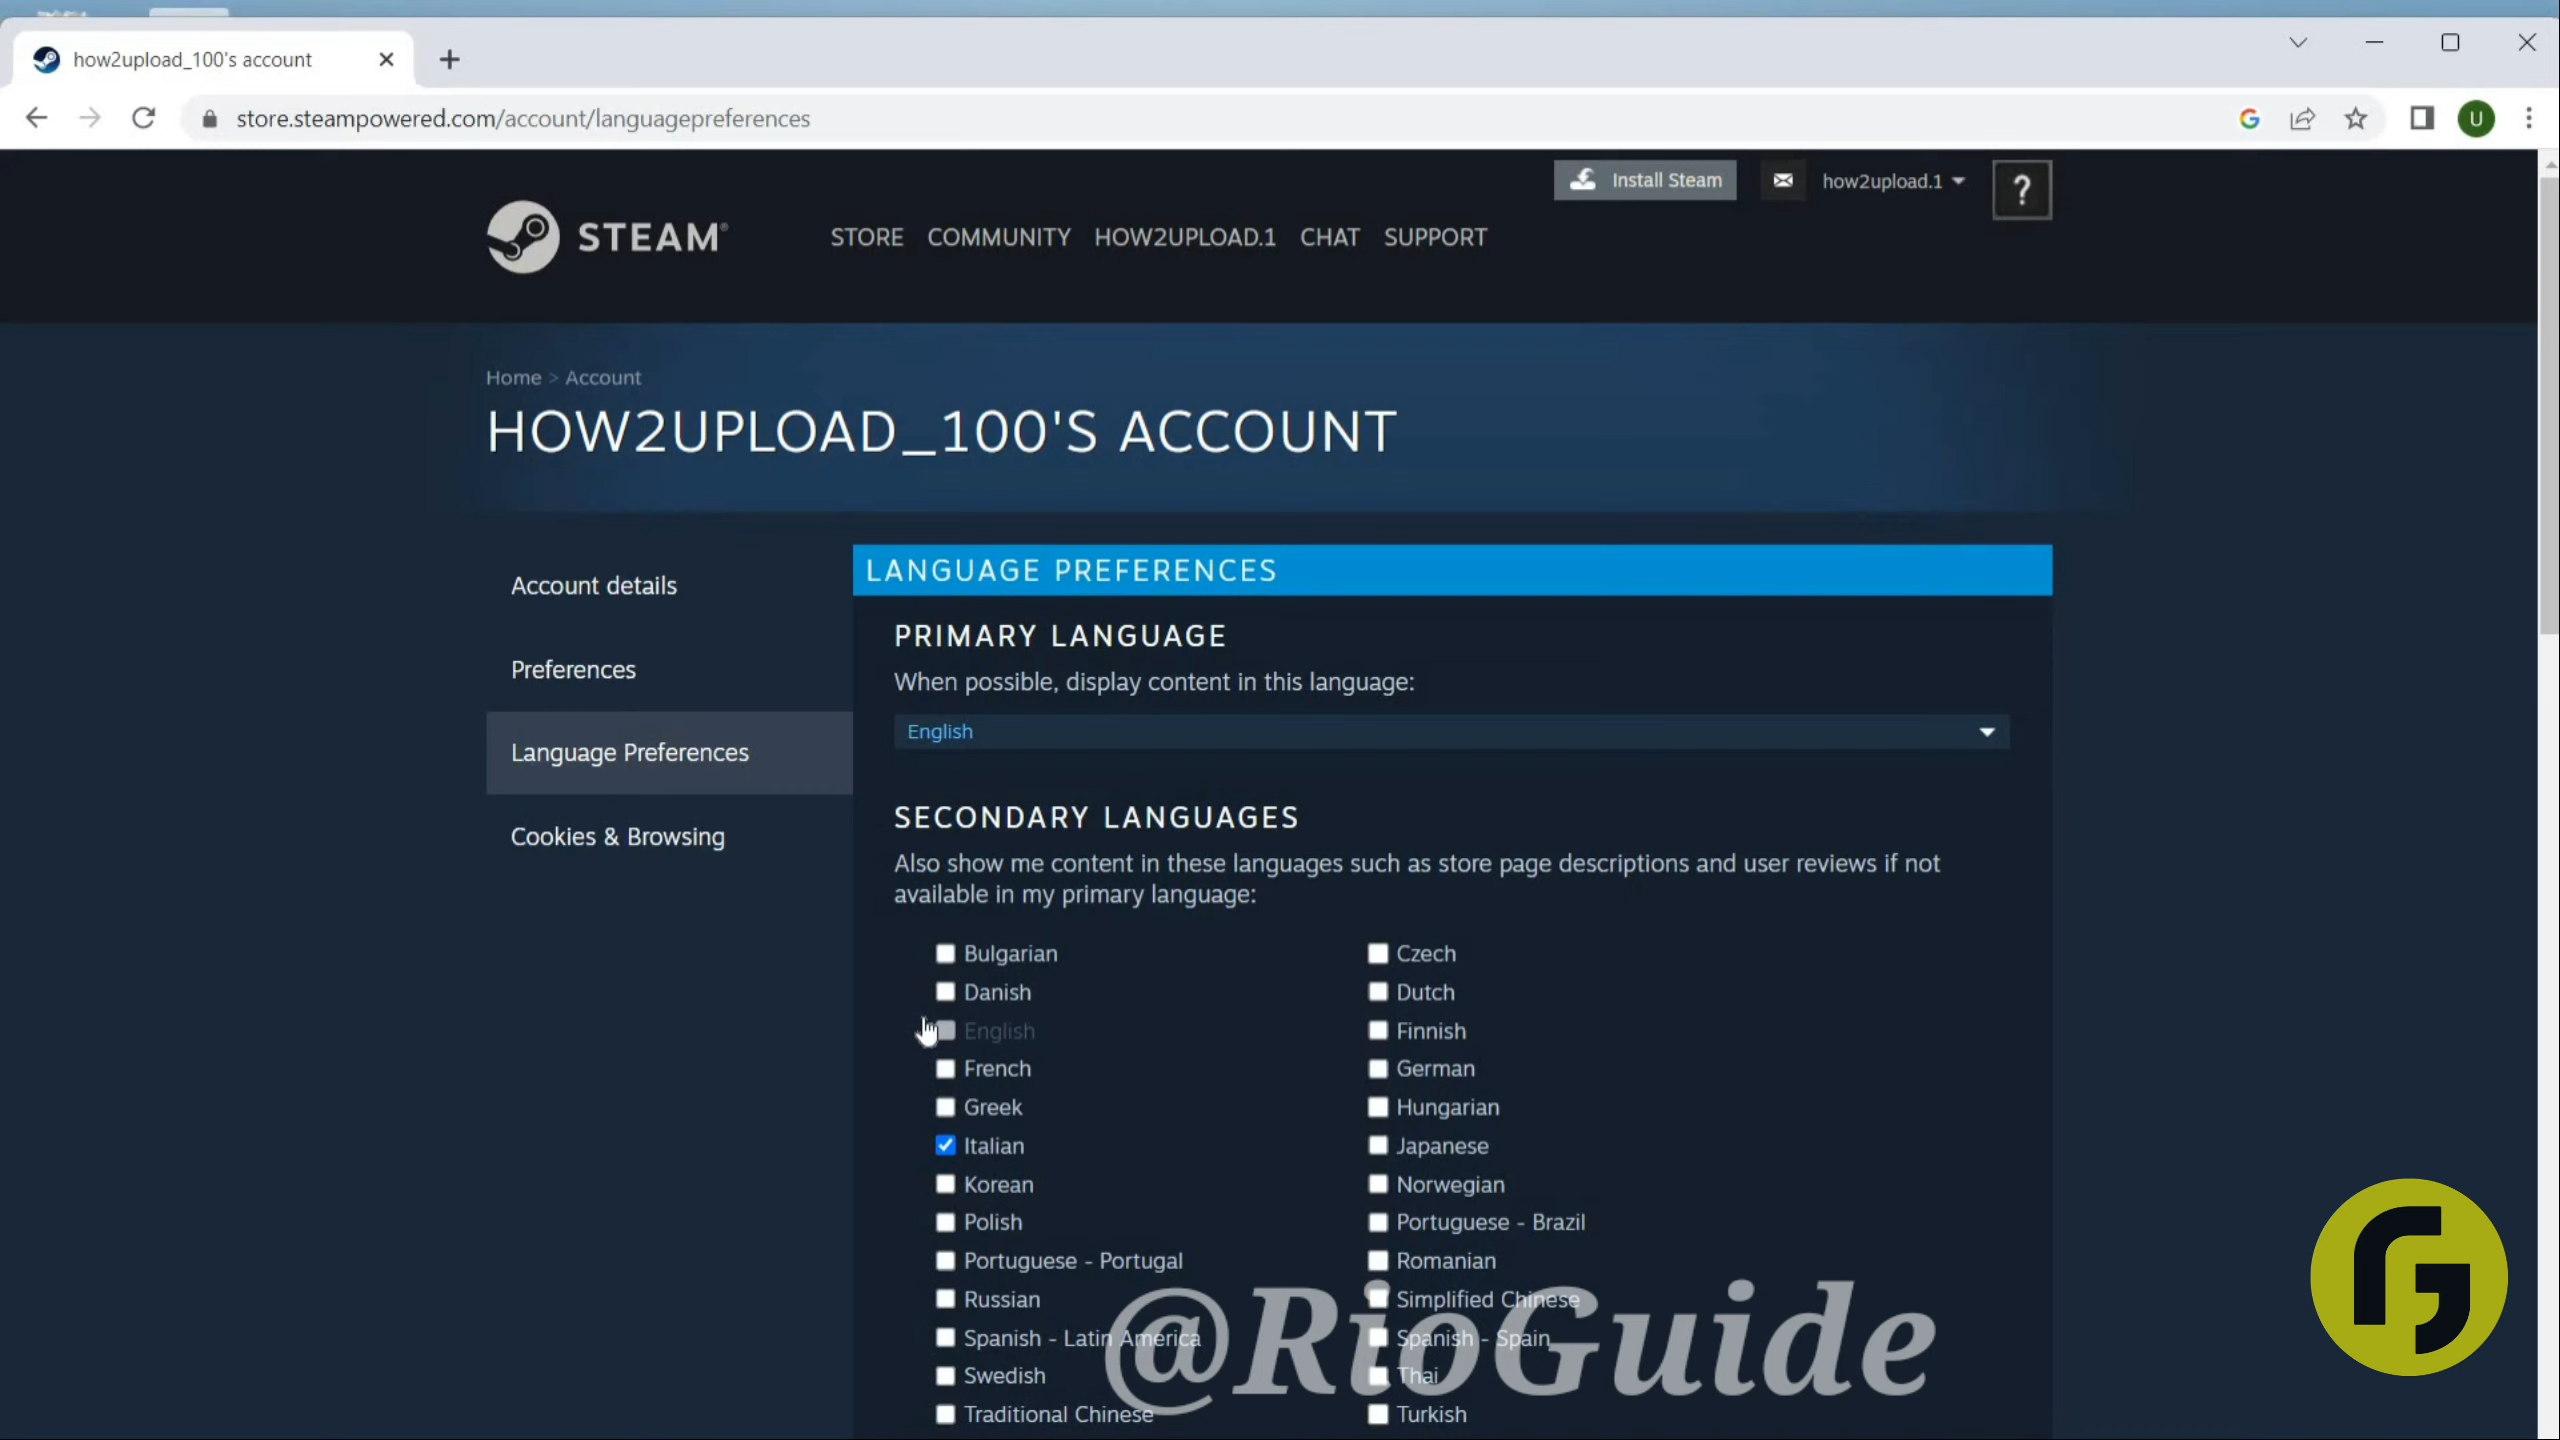 how2upload_100's account
store.steampowered.com/account/languagepreferences
U
Install Steam
how2upload.1
?
STEAM®
STORE COMMUNITY HOW2UPLOAD.1 CHAT SUPPORT
Home > Account
HOW2UPLOAD_100'S ACCOUNT
Account details
Preferences
Language Preferences
Cookies & Browsing
LANGUAGE PREFERENCES
PRIMARY LANGUAGE
When possible, display content in this language:
English
SECONDARY LANGUAGES
Also show me content in these languages such as store page descriptions and user reviews if not
available in my primary language:
Bulgarian
Czech
Danish
Dutch
English
Finnish
French
German
Greek
Hungarian
Italian
Japanese
Korean
Norwegian
Polish
Portuguese - Brazil
Portuguese - Portugal
Romanian
Russian
Simplified Chinese
Spanish - Latin America
Spanish - Spain
Swedish
Thai
Traditional Chinese
Turkish
@RioGuide